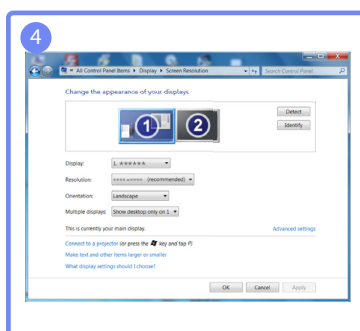 4
All Control Panel Items ▸ Display ▸ Screen Resolution
Search Control Panel
Change the appearance of your displays
1 2
Detect
Identify
Display: 1. ******
Resolution: ****×**** (recommended)
Orientation: Landscape
Multiple displays: Show desktop only on 1
This is currently your main display.
Advanced settings
Connect to a projector (or press the key and tap P)
Make text and other items larger or smaller
What display settings should I choose?
OK Cancel Apply